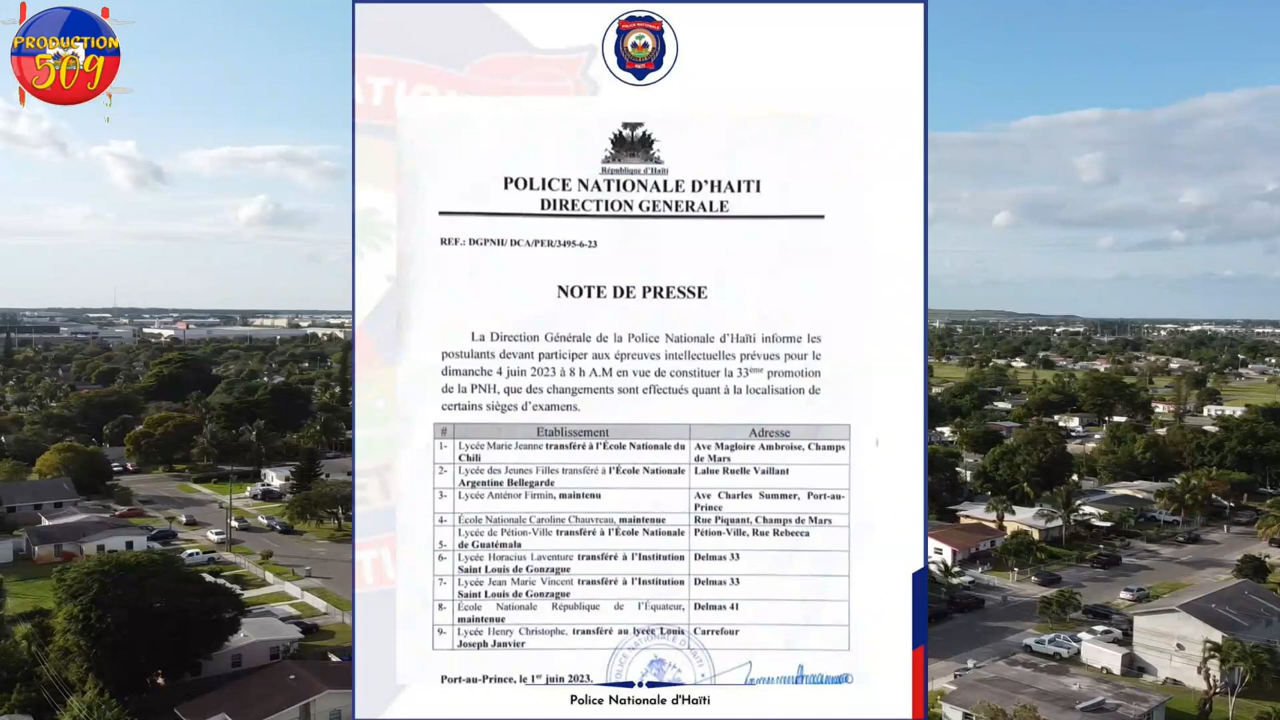 PRODUCTION
509
POLICE NATIONALE
HAITI
République d'Haïti
POLICE NATIONALE D'HAITI
DIRECTION GENERALE
REF.: DGPNH/ DCA/PER/3495-6-23
NOTE DE PRESSE
La Direction Générale de la Police Nationale d'Haïti informe les
postulants devant participer aux épreuves intellectuelles prévues pour le
dimanche 4 juin 2023 à 8 h A.M en vue de constituer la 33ème promotion
de la PNH, que des changements sont effectués quant à la localisation de
certains sièges d'examens.
# Etablissement Adresse
1- Lycée Marie Jeanne transféré à l'École Nationale du Ave Magloire Ambroise, Champs
Chili de Mars
2- Lycée des Jeunes Filles transféré à l'École Nationale Lalue Ruelle Vaillant
Argentine Bellegarde
3- Lycée Anténor Firmin, maintenu Ave Charles Summer, Port-au-
Prince
4- École Nationale Caroline Chauvreau, maintenue Rue Piquant, Champs de Mars
Lycée de Pétion-Ville transféré à l'École Nationale Pétion-Ville, Rue Rebecca
5- de Guatémala
6- Lycée Horacius Laventure transféré à l'Institution Delmas 33
Saint Louis de Gonzague
7- Lycée Jean Marie Vincent transféré à l'Institution Delmas 33
Saint Louis de Gonzague
8- École Nationale République de l'Équateur, Delmas 41
maintenue
9- Lycée Henry Christophe, transféré au lycée Louis Carrefour
Joseph Janvier
POLICE NATIONALE D'HAITI
Port-au-Prince, le 1er juin 2023.
Police Nationale d'Haïti